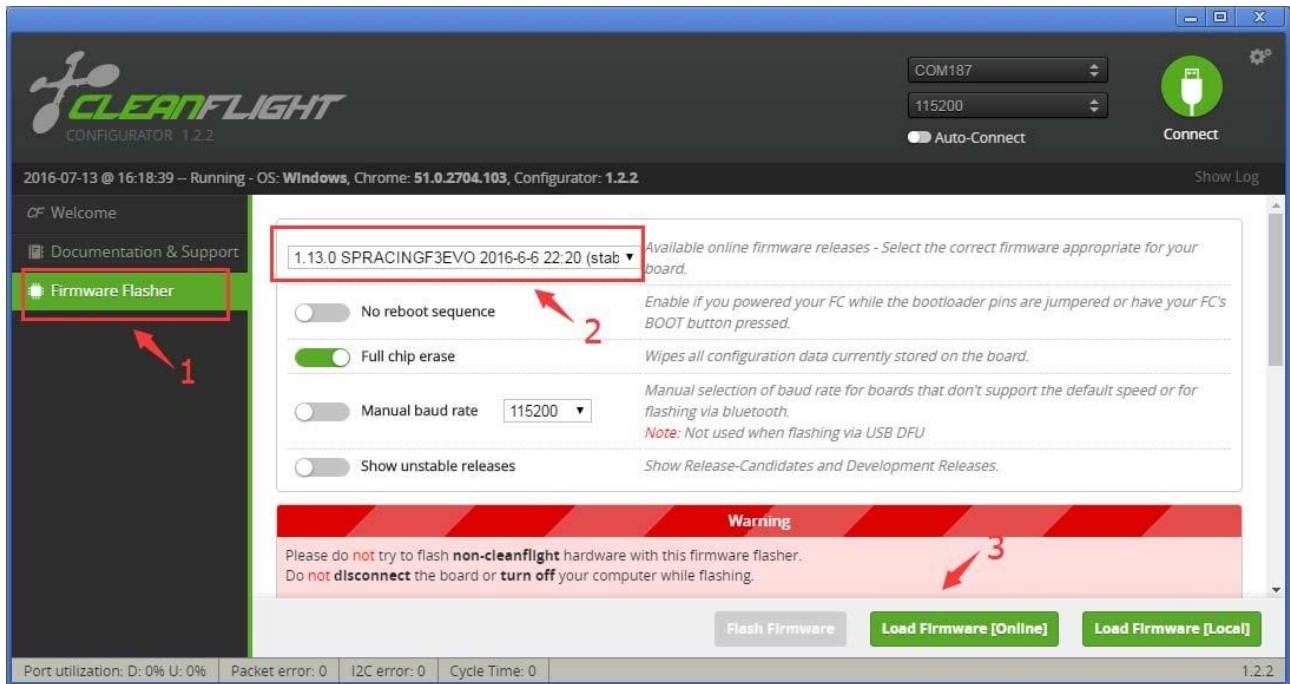 X
CLEANFLIGHT
CONFIGURATOR 1.2.2
COM187
115200
Auto-Connect
Connect
2016-07-13 @ 16:18:39 -- Running - OS: Windows, Chrome: 51.0.2704.103, Configurator: 1.2.2
Show Log
CF Welcome
Documentation & Support
Firmware Flasher
1
1.13.0 SPRACINGF3EVO 2016-6-6 22:20 (stab
Available online firmware releases - Select the correct firmware appropriate for your
board.
2
No reboot sequence
Enable if you powered your FC while the bootloader pins are jumpered or have your FC's
BOOT button pressed.
Full chip erase
Wipes all configuration data currently stored on the board.
Manual baud rate
115200
Manual selection of baud rate for boards that don't support the default speed or for
flashing via bluetooth.
Note: Not used when flashing via USB DFU
Show unstable releases
Show Release-Candidates and Development Releases.
Warning
Please do not try to flash non-cleanflight hardware with this firmware flasher.
Do not disconnect the board or turn off your computer while flashing.
3
Flash Firmware
Load Firmware [Online]
Load Firmware [Local]
Port utilization: D: 0% U: 0%
Packet error: 0
I2C error: 0
Cycle Time: 0
1.2.2